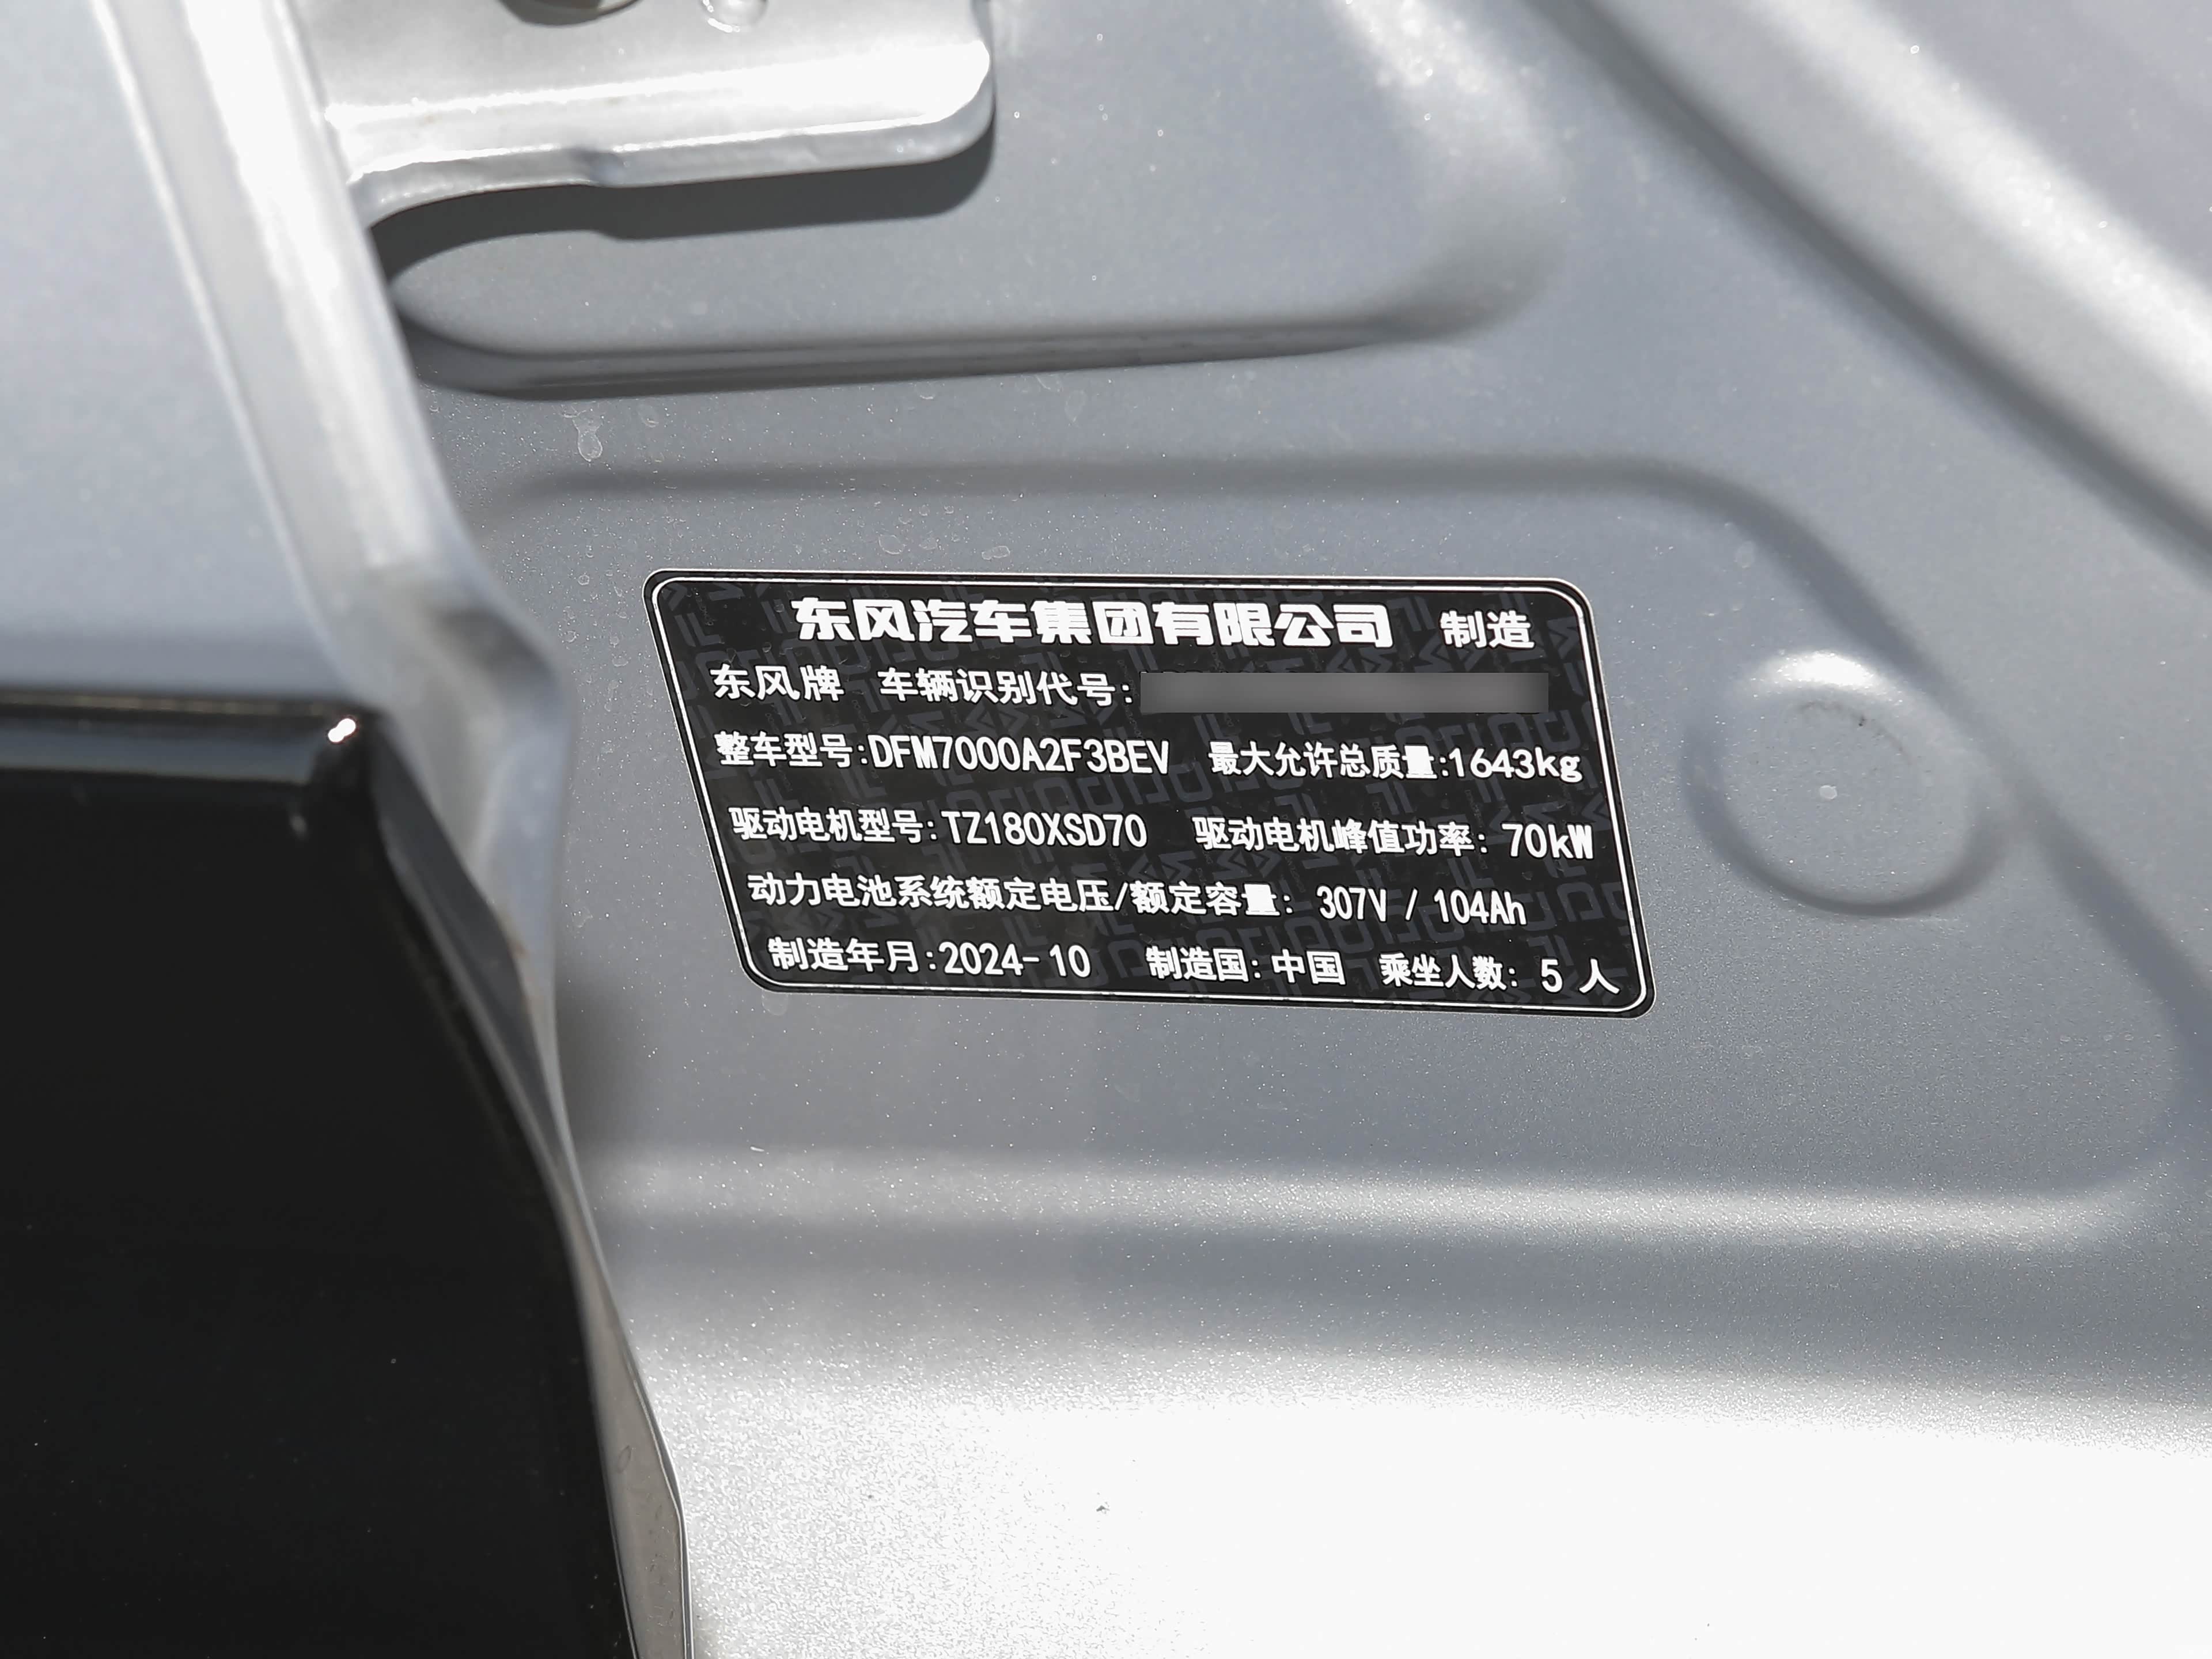 东风汽车集团有限公司 制造
东风牌 车辆识别代号:
整车型号:DFM7000A2F3BEV 最大允许总质量:1643kg
驱动电机型号:TZ180XSD70 驱动电机峰值功率: 70kW
动力电池系统额定电压/额定容量: 307V / 104Ah
制造年月:2024-10 制造国: 中国 乘坐人数: 5 人